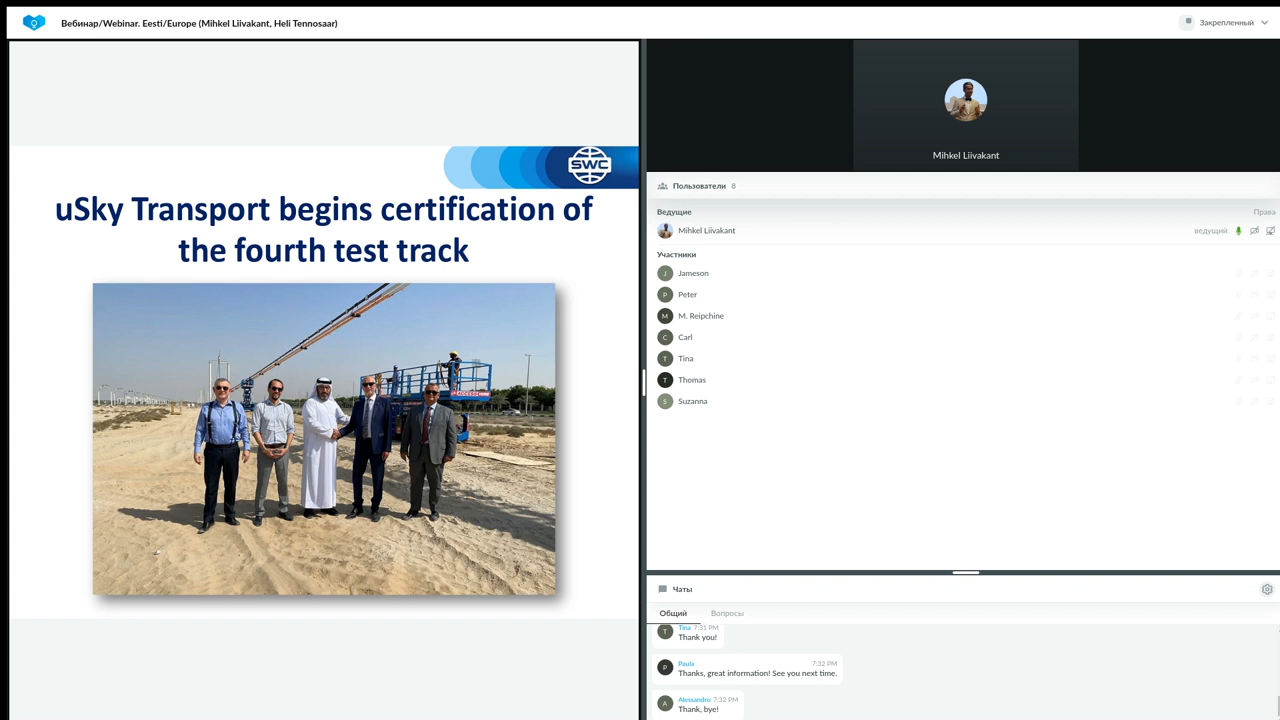 Вебинар/Webinar. Eesti/Europe (Mihkel Liivakant, Heli Tennosaar)
Закрепленный
SWC
uSky Transport begins certification of
the fourth test track
ACCESS
Mihkel Liivakant
Пользователи 8
Ведущие Права
Mihkel Liivakant ведущий
Участники
J Jameson
P Peter
M M. Reipchine
C Carl
T Tina
T Thomas
S Suzanna
Чаты
Общий Вопросы
T Tina 7:31 PM
Thank you!
P Paula 7:32 PM
Thanks, great information! See you next time.
A Alessandro 7:32 PM
Thank, bye!